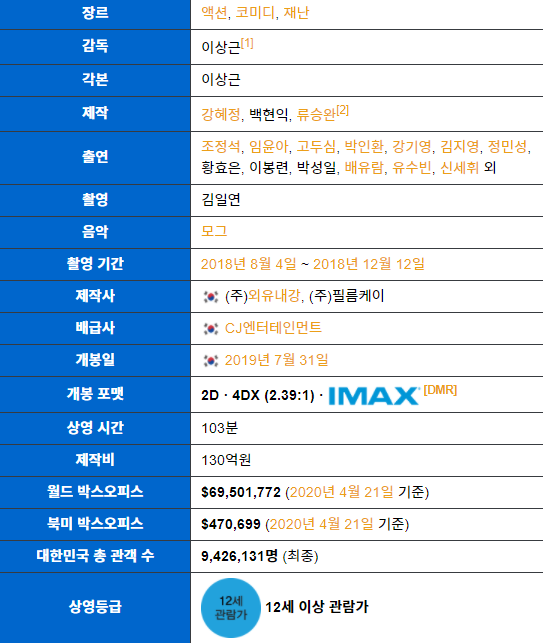 장르 액션, 코미디, 재난
감독 이상근[1]
각본 이상근
제작 강혜정, 백현익, 류승완[2]
출연 조정석, 임윤아, 고두심, 박인환, 강기영, 김지영, 정민성,
황효은, 이봉련, 박성일, 배유람, 유수빈, 신세휘 외
촬영 김일연
음악 모그
촬영 기간 2018년 8월 4일 ~ 2018년 12월 12일
제작사 (주)외유내강, (주)필름케이
배급사 CJ엔터테인먼트
개봉일 2019년 7월 31일
개봉 포맷 2D · 4DX (2.39:1) · IMAX [DMR]
상영 시간 103분
제작비 130억원
월드 박스오피스 $69,501,772 (2020년 4월 21일 기준)
북미 박스오피스 $470,699 (2020년 4월 21일 기준)
대한민국 총 관객 수 9,426,131명 (최종)
상영등급 12세 관람가 12세 이상 관람가